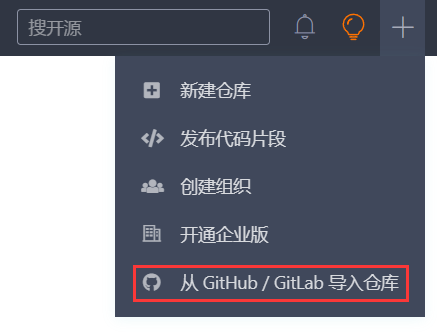 搜开源
新建仓库
发布代码片段
创建组织
开通企业版
从 GitHub / GitLab 导入仓库